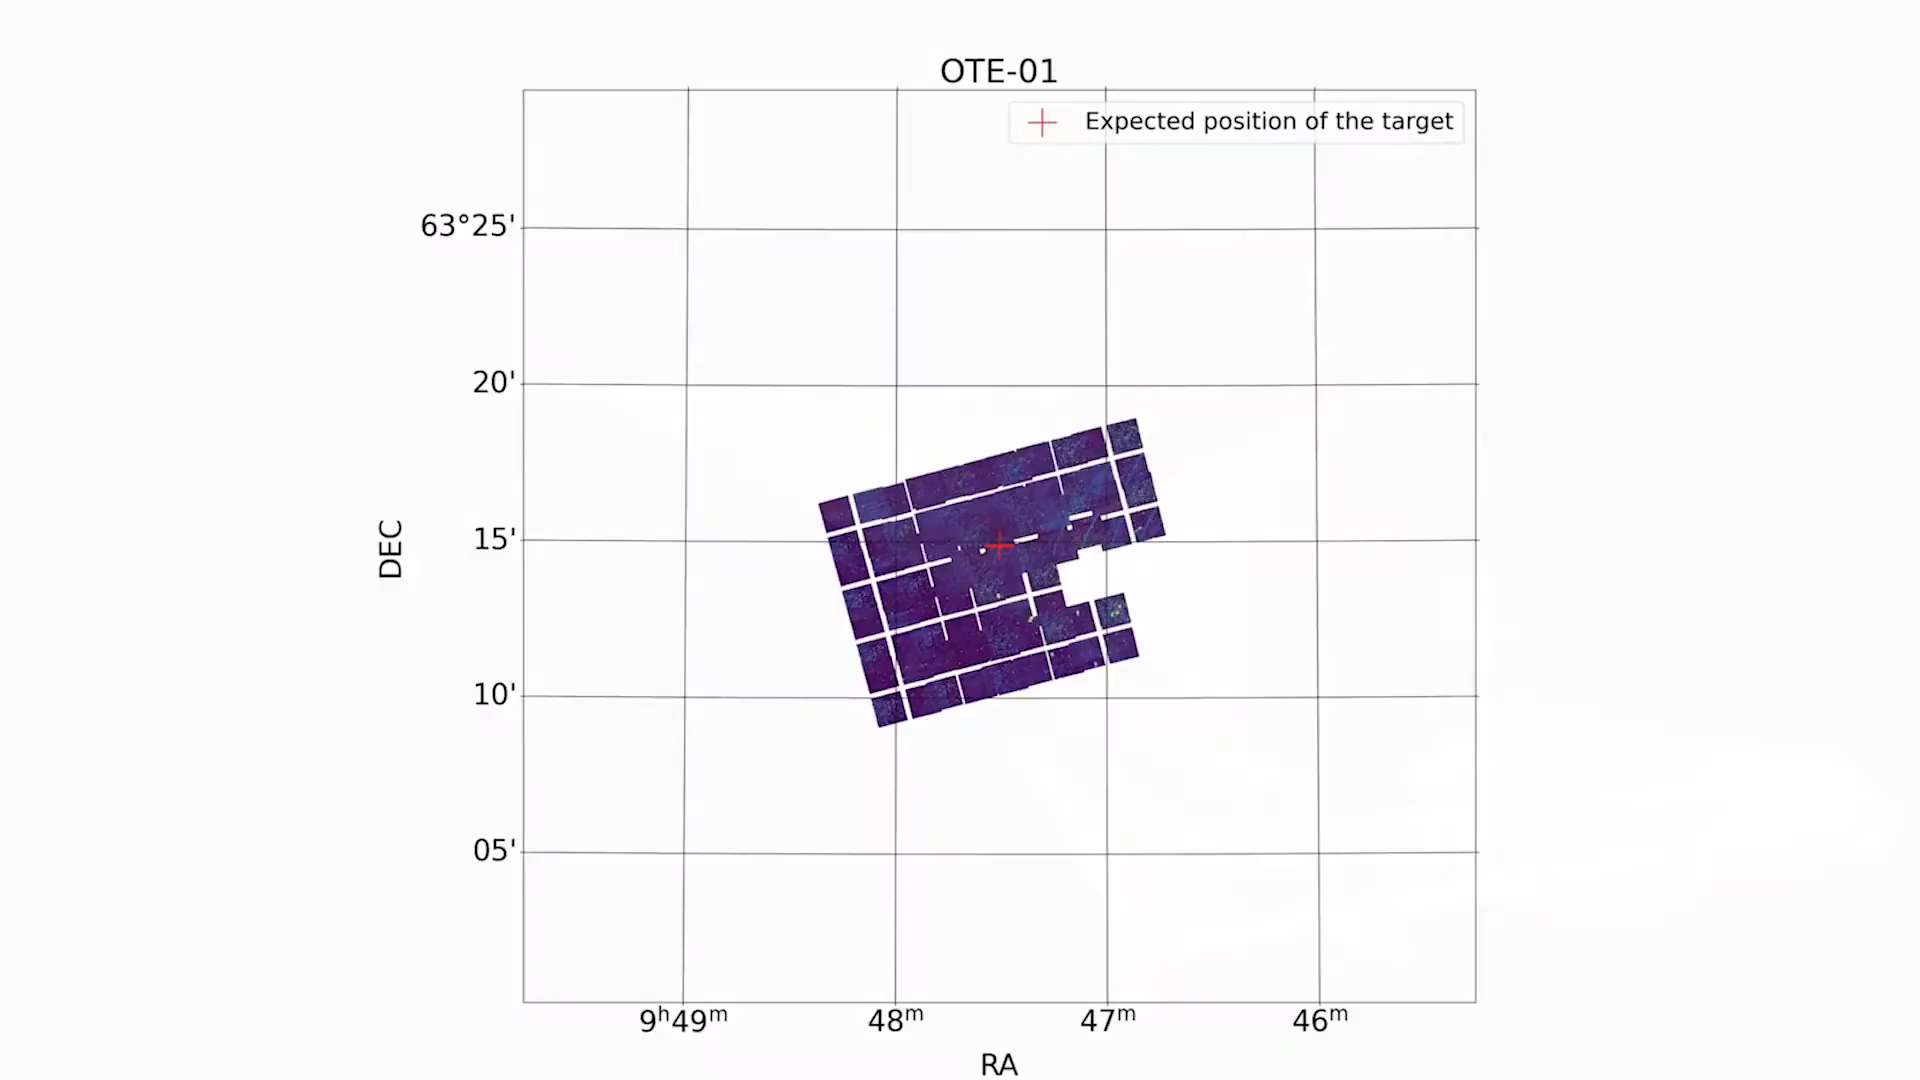 OTE-01
Expected position of the target
63°25'
20'
15'
10'
05'
DEC
9ʰ49ᵐ 48ᵐ 47ᵐ 46ᵐ
RA